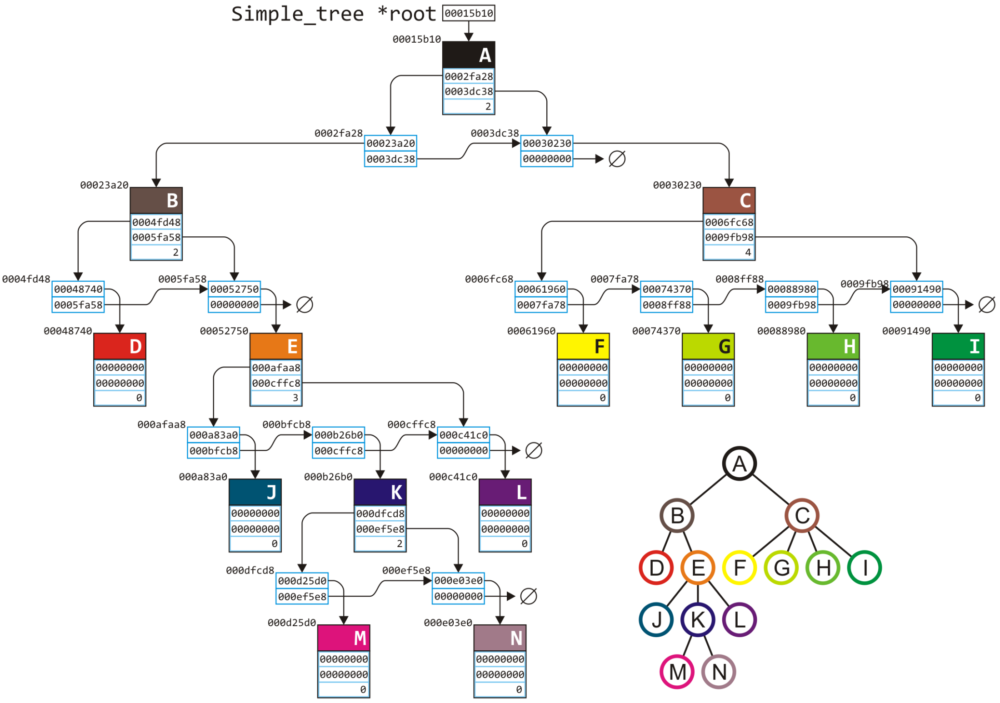 Simple_tree *root 00015b10
00015b10
A
0002fa28
0003dc38
2
0002fa28 0003dc38
00023a20 00030230
0003dc38 00000000 ∅
00023a20 00030230
B C
0004fd48 0006fc68
0005fa58 0009fb98
2 4
0004fd48 0005fa58 0006fc68 0007fa78 0008ff88 0009fb98
00048740 00052750 00061960 00074370 00088980 00091490
0005fa58 00000000 ∅ 0007fa78 0008ff88 0009fb98 00000000 ∅
00048740 00052750 00061960 00074370 00088980 00091490
D E F G H I
00000000 000afaa8 00000000 00000000 00000000 00000000
00000000 000cffc8 00000000 00000000 00000000 00000000
0 3 0 0 0 0
000afaa8 000bfcb8 000cffc8
000a83a0 000b26b0 000c41c0
000bfcb8 000cffc8 00000000 ∅
000a83a0 000b26b0 000c41c0
J K L
00000000 000dfcd8 00000000
00000000 000ef5e8 00000000
0 2 0
000dfcd8 000ef5e8
000d25d0 000e03e0
000ef5e8 00000000 ∅
000d25d0 000e03e0
M N
00000000 00000000
00000000 00000000
0 0
A
B C
D E F G H I
J K L
M N